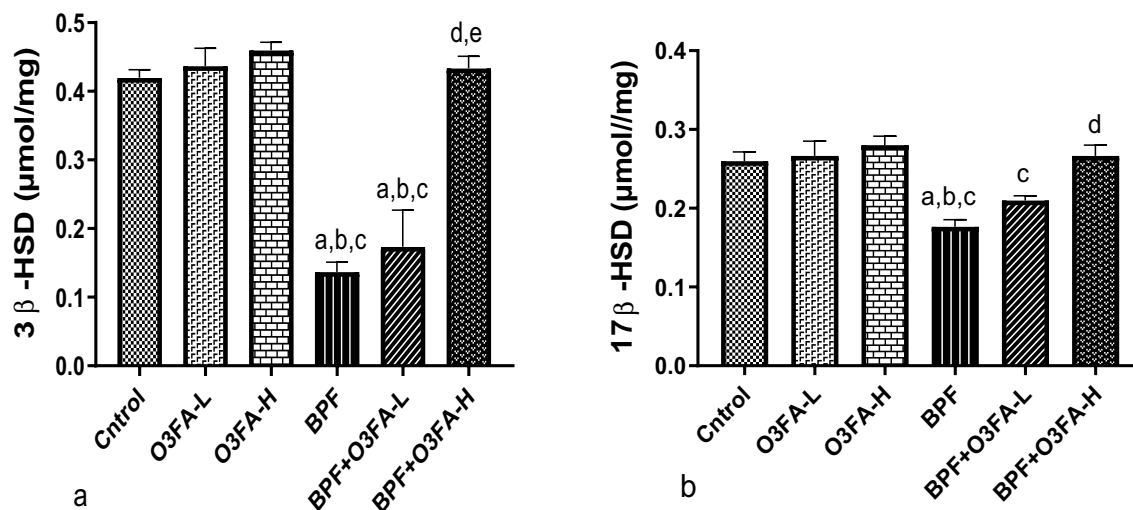 3 β -HSD (μmol/mg)
0.5
0.4
0.3
0.2
0.1
0.0
a,b,c
a,b,c
d,e
Cntrol
O3FA-L
O3FA-H
BPF
BPF+O3FA-L
BPF+O3FA-H
a
17 β -HSD (μmol//mg)
0.4
0.3
0.2
0.1
0.0
a,b,c
c
d
Cntrol
O3FA-L
O3FA-H
BPF
BPF+O3FA-L
BPF+O3FA-H
b